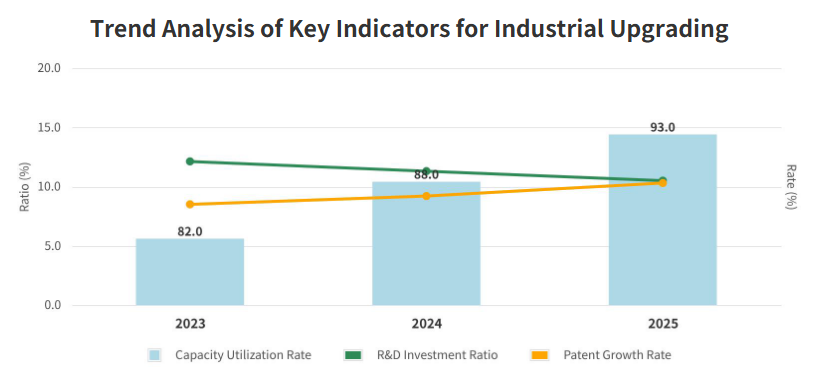 Trend Analysis of Key Indicators for Industrial Upgrading
20.0
15.0
10.0
5.0
0.0
Ratio (%)
Rate (%)
82.0
88.0
93.0
2023 2024 2025
Capacity Utilization Rate R&D Investment Ratio Patent Growth Rate